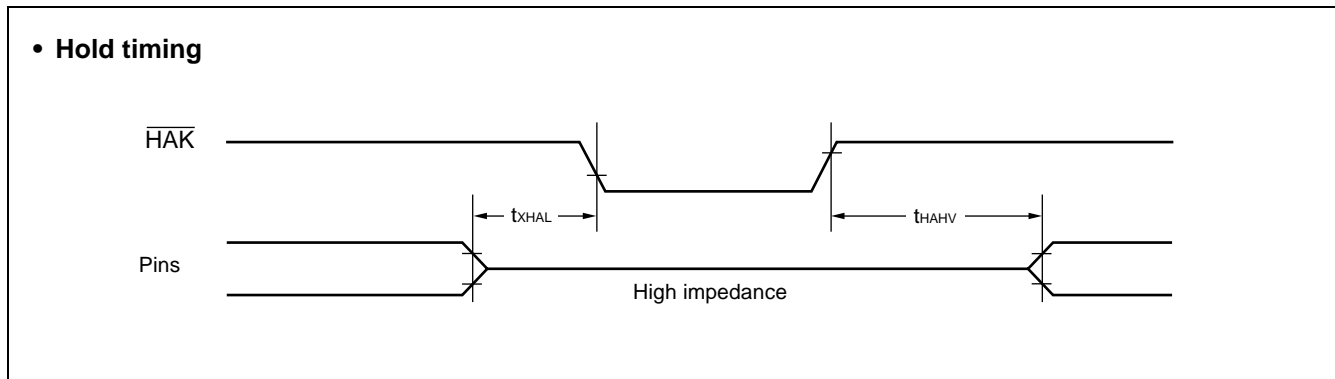 • Hold timing
HAK
tXHAL
tHAHV
Pins
High impedance